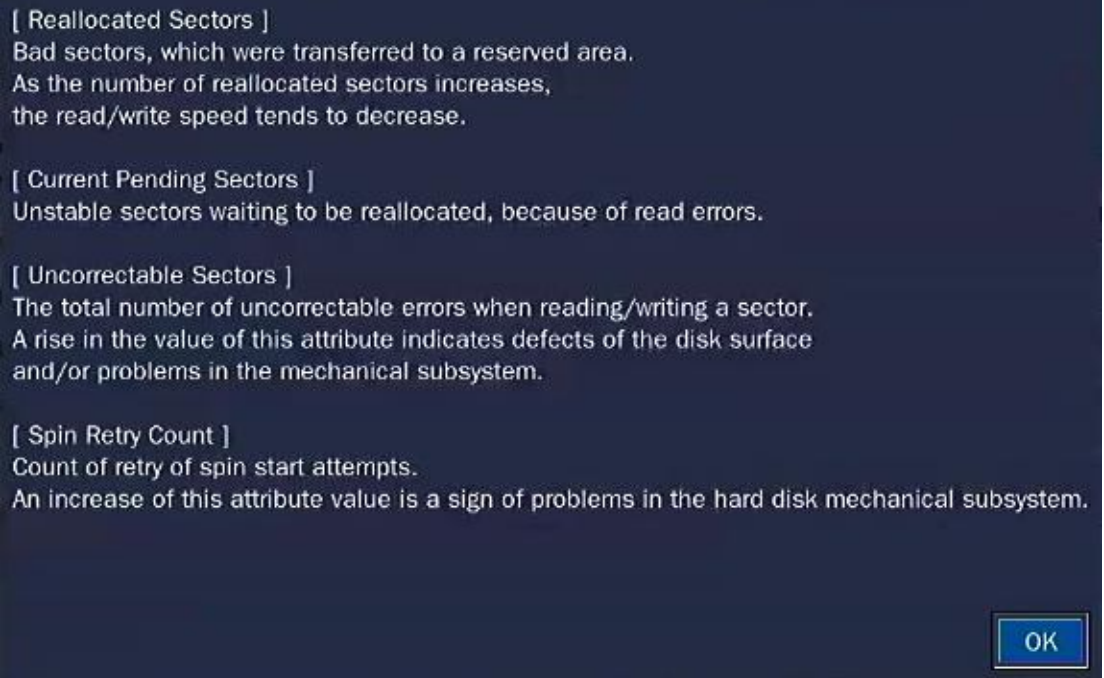 [ Reallocated Sectors ]
Bad sectors, which were transferred to a reserved area.
As the number of reallocated sectors increases,
the read/write speed tends to decrease.
[ Current Pending Sectors ]
Unstable sectors waiting to be reallocated, because of read errors.
[ Uncorrectable Sectors ]
The total number of uncorrectable errors when reading/writing a sector.
A rise in the value of this attribute indicates defects of the disk surface
and/or problems in the mechanical subsystem.
[ Spin Retry Count ]
Count of retry of spin start attempts.
An increase of this attribute value is a sign of problems in the hard disk mechanical subsystem.
OK